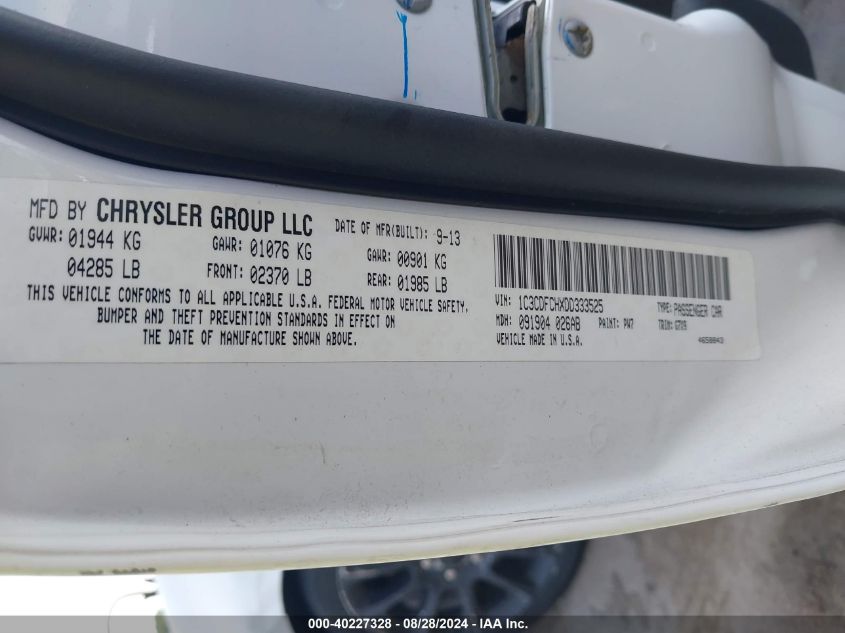 MFD BY CHRYSLER GROUP LLC
DATE OF MFR(BUILT): 9-13
GVWR: 01944 KG
GAWR: 01076 KG
GAWR: 00901 KG
04285 LB
FRONT: 02370 LB
REAR: 01985 LB
THIS VEHICLE CONFORMS TO ALL APPLICABLE U.S.A. FEDERAL MOTOR VEHICLE SAFETY,
BUMPER AND THEFT PREVENTION STANDARDS IN EFFECT ON
THE DATE OF MANUFACTURE SHOWN ABOVE.
VIN: 1C3CDFCHXDD333525
TYPE: PASSENGER CAR
MDH: 091904 026AB
PAINT: PW7
TRIM:
VEHICLE MADE IN U.S.A.
000-40227328 - 08/28/2024 - IAA Inc.